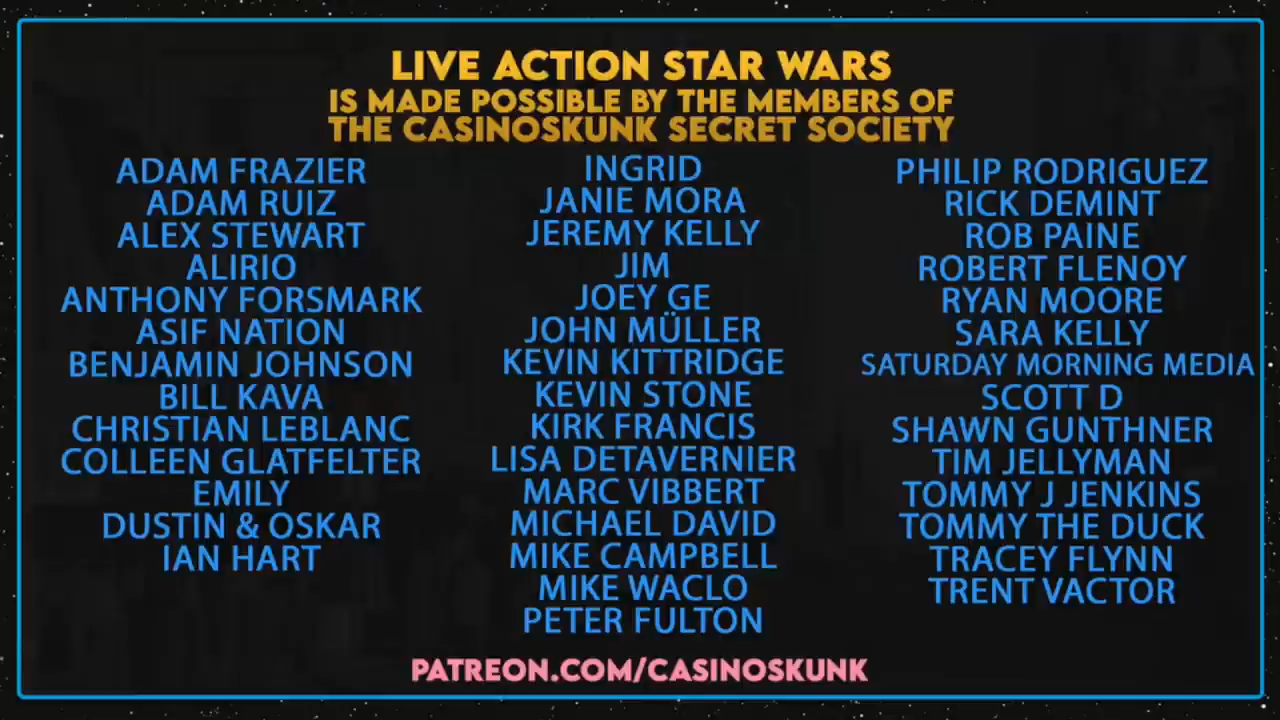 LIVE ACTION STAR WARS
IS MADE POSSIBLE BY THE MEMBERS OF
THE CASINOSKUNK SECRET SOCIETY
ADAM FRAZIER
ADAM RUIZ
ALEX STEWART
ALIRIO
ANTHONY FORSMARK
ASIF NATION
BENJAMIN JOHNSON
BILL KAVA
CHRISTIAN LEBLANC
COLLEEN GLATFELTER
EMILY
DUSTIN & OSKAR
IAN HART
INGRID
JANIE MORA
JEREMY KELLY
JIM
JOEY GE
JOHN MÜLLER
KEVIN KITTRIDGE
KEVIN STONE
KIRK FRANCIS
LISA DETAVERNIER
MARC VIBBERT
MICHAEL DAVID
MIKE CAMPBELL
MIKE WACLO
PETER FULTON
PHILIP RODRIGUEZ
RICK DEMINT
ROB PAINE
ROBERT FLENOY
RYAN MOORE
SARA KELLY
SATURDAY MORNING MEDIA
SCOTT D
SHAWN GUNTHNER
TIM JELLYMAN
TOMMY J JENKINS
TOMMY THE DUCK
TRACEY FLYNN
TRENT VACTOR
PATREON.COM/CASINOSKUNK